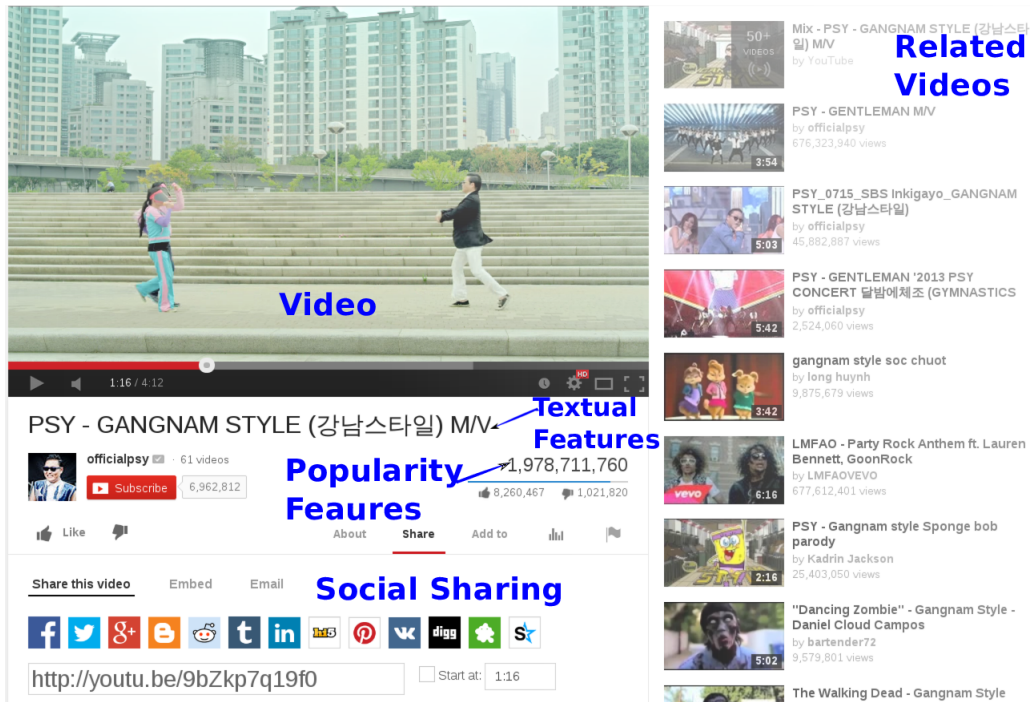 Video
1:16 / 4:12
HD
PSY - GANGNAM STYLE (강남스타일) M/V
Textual
Features
officialpsy · 61 videos
Subscribe 6,962,812
Popularity
Feaures
1,978,711,760
8,260,467 1,021,820
Like
About Share Add to
Share this video Embed Email
Social Sharing
hi5
digg
http://youtu.be/9bZkp7q19f0
Start at: 1:16
Related
Videos
50+
VIDEOS
Mix - PSY - GANGNAM STYLE (강남스타
일) M/V
by YouTube
3:54
PSY - GENTLEMAN M/V
by officialpsy
676,323,940 views
5:03
PSY_0715_SBS Inkigayo_GANGNAM
STYLE (강남스타일)
by officialpsy
45,882,887 views
5:42
PSY - GENTLEMAN '2013 PSY
CONCERT 달밤에체조 (GYMNASTICS
by officialpsy
2,524,060 views
3:42
gangnam style soc chuot
by long huynh
9,875,679 views
vevo
6:16
LMFAO - Party Rock Anthem ft. Lauren
Bennett, GoonRock
by LMFAOVEVO
677,612,401 views
2:16
PSY - Gangnam style Sponge bob
parody
by Kadrin Jackson
25,403,050 views
5:02
"Dancing Zombie" - Gangnam Style -
Daniel Cloud Campos
by bartender72
9,579,801 views
The Walking Dead - Gangnam Style